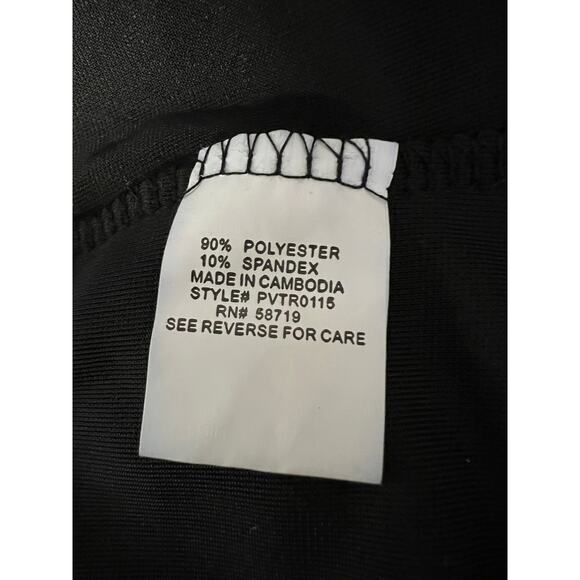 90% POLYESTER
10% SPANDEX
MADE IN CAMBODIA
STYLE# PVTR0115
RN# 58719
SEE REVERSE FOR CARE